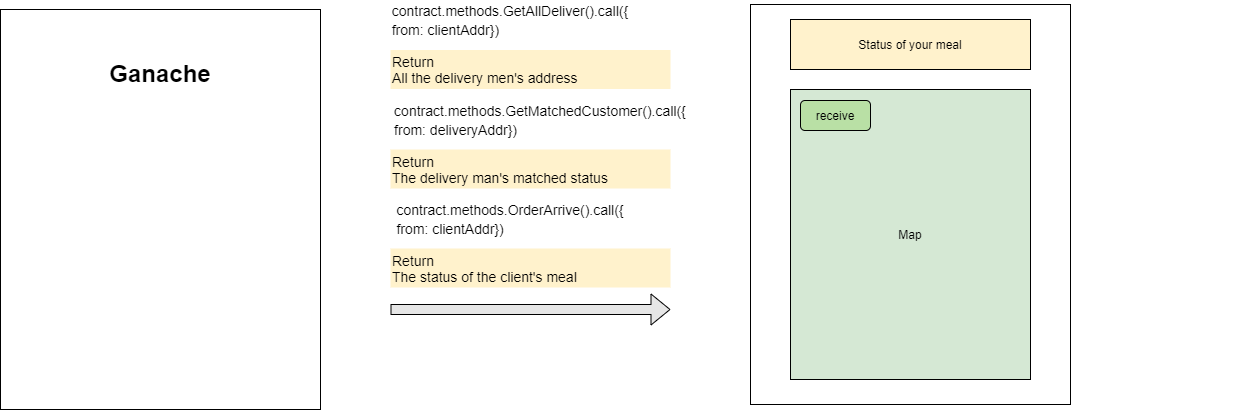 Ganache
contract.methods.GetAllDeliver().call({
from: clientAddr})
Return
All the delivery men's address
contract.methods.GetMatchedCustomer().call({
from: deliveryAddr})
Return
The delivery man's matched status
contract.methods.OrderArrive().call({
from: clientAddr})
Return
The status of the client's meal
Status of your meal
receive
Map